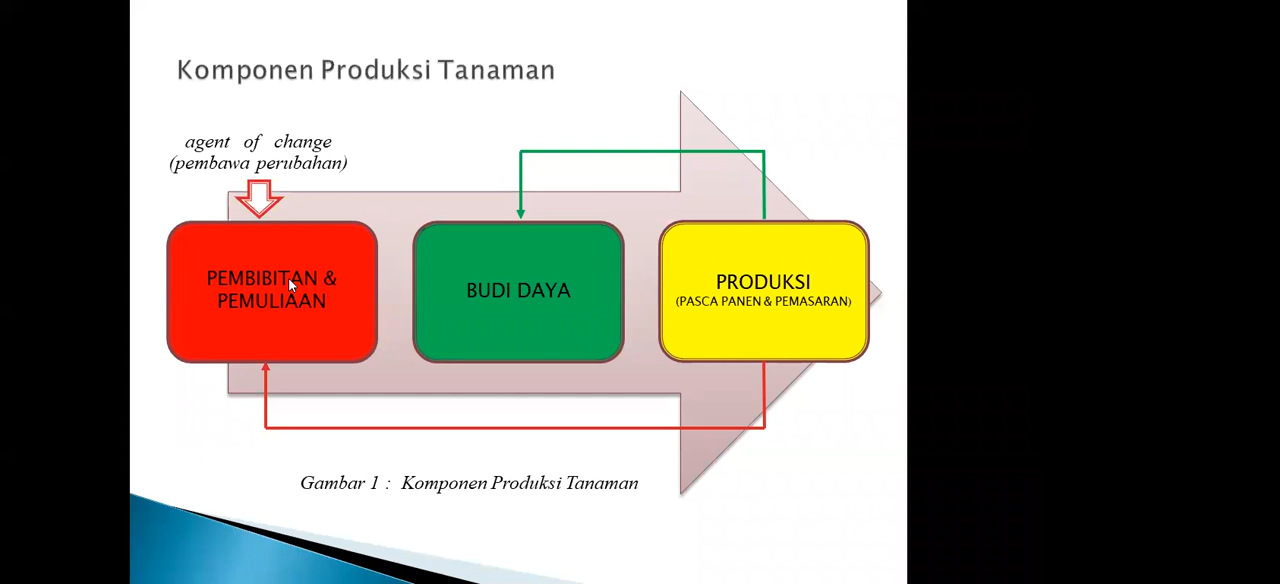 Komponen Produksi Tanaman
agent of change
(pembawa perubahan)
PEMBIBITAN &
PEMULIAAN
BUDI DAYA
PRODUKSI
(PASCA PANEN & PEMASARAN)
Gambar 1 : Komponen Produksi Tanaman